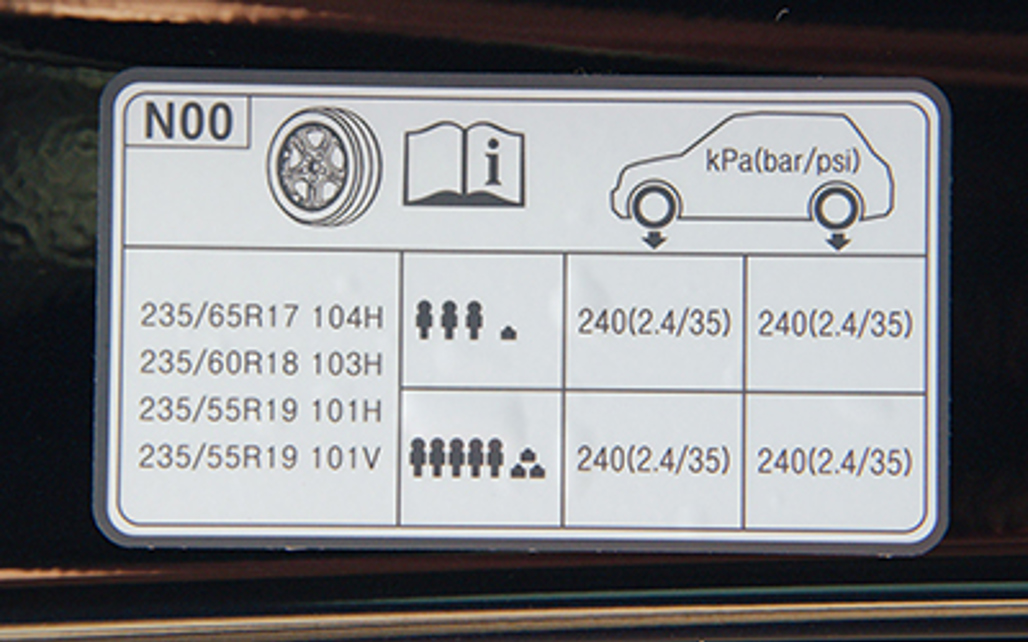 N00
i
kPa(bar/psi)
235/65R17 104H
235/60R18 103H
235/55R19 101H
235/55R19 101V
240(2.4/35) 240(2.4/35)
240(2.4/35) 240(2.4/35)